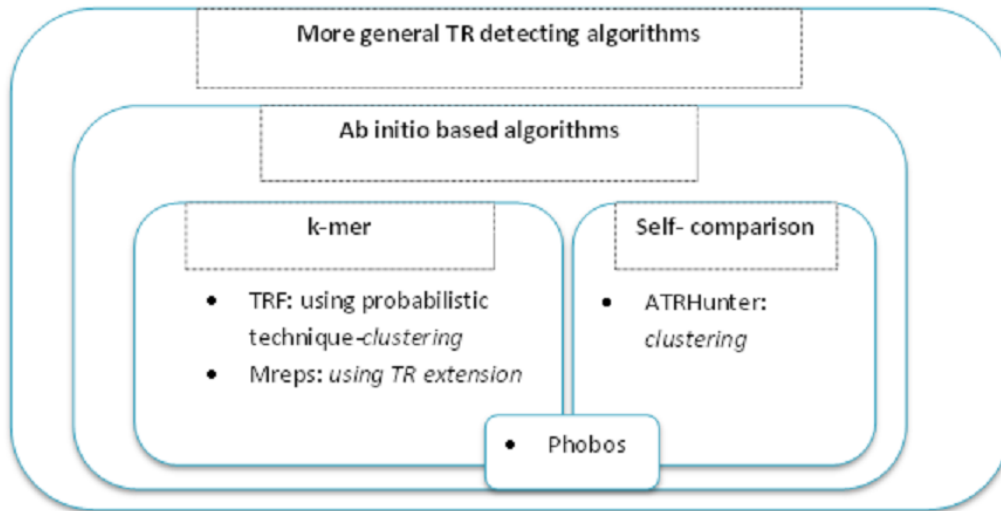 More general TR detecting algorithms
Ab initio based algorithms
k-mer
• TRF: using probabilistic
technique-clustering
• Mreps: using TR extension
Self- comparison
• ATRHunter:
clustering
• Phobos